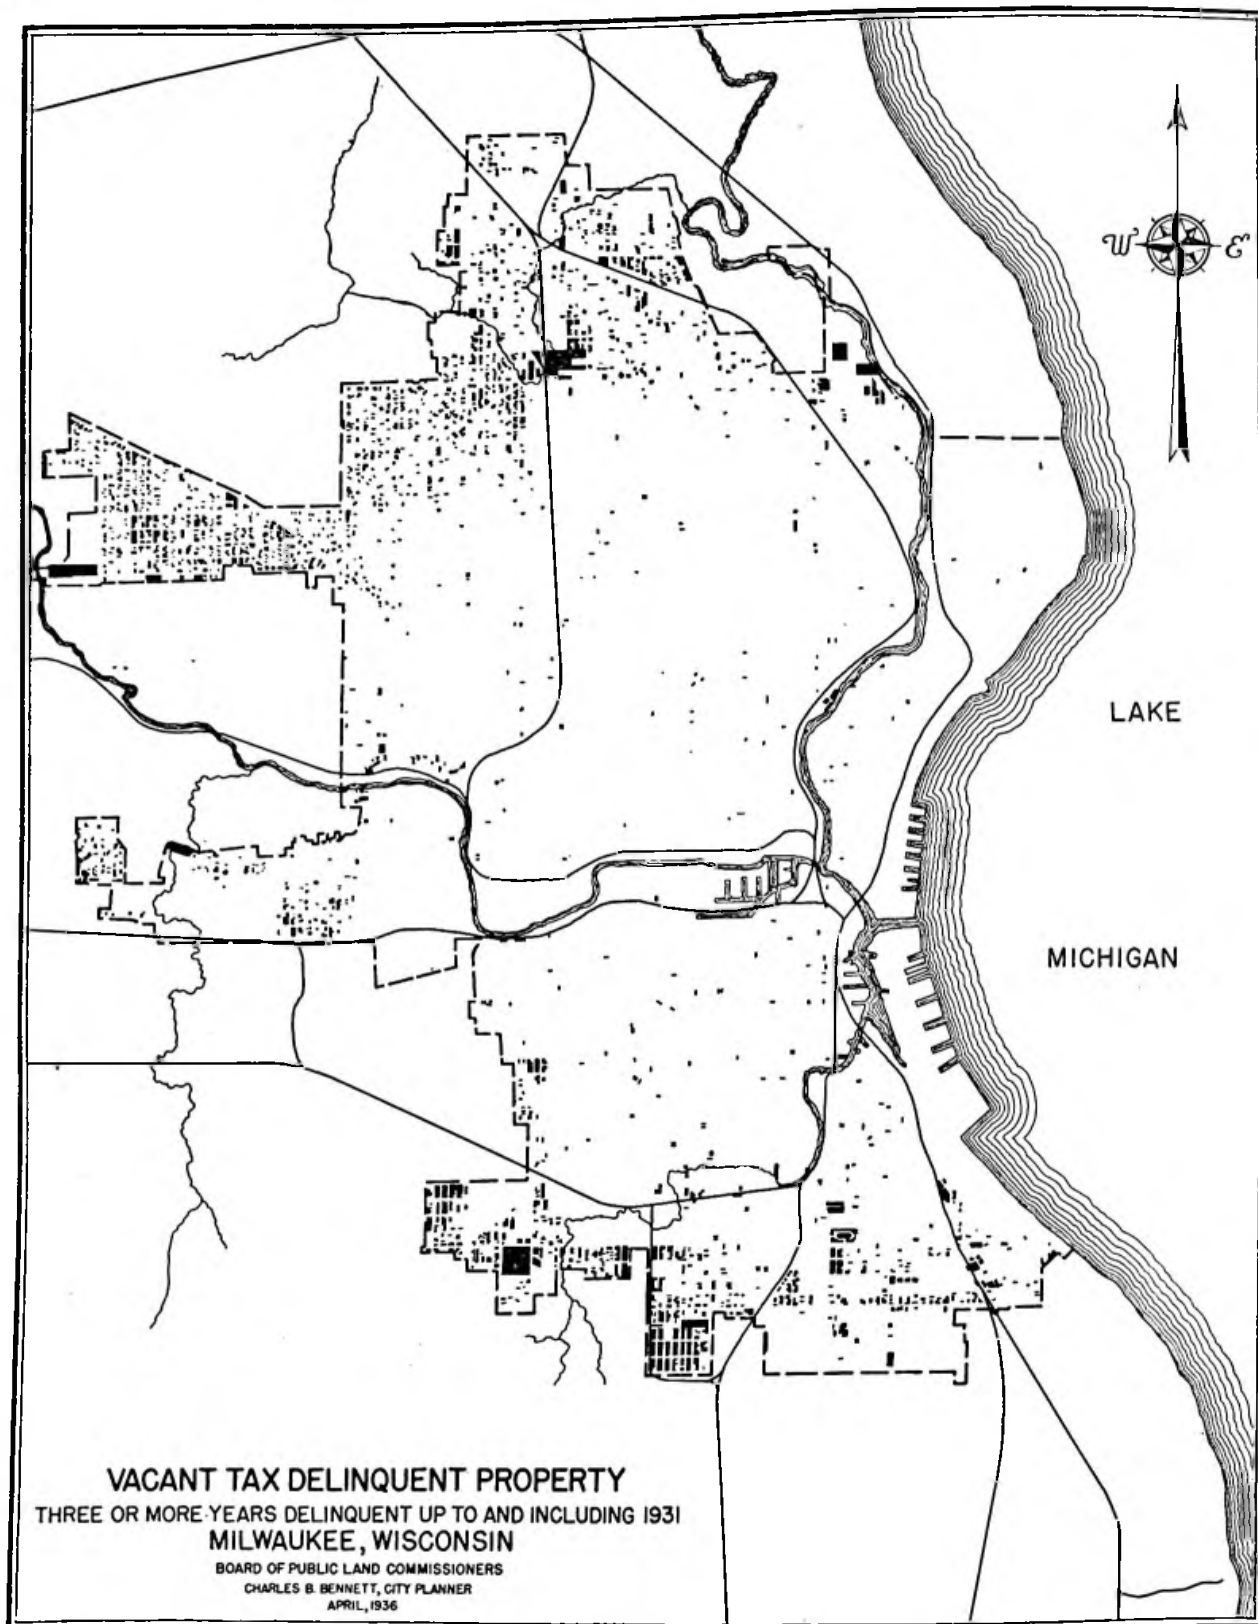 W E
LAKE
MICHIGAN
VACANT TAX DELINQUENT PROPERTY
THREE OR MORE YEARS DELINQUENT UP TO AND INCLUDING 1931
MILWAUKEE, WISCONSIN
BOARD OF PUBLIC LAND COMMISSIONERS
CHARLES B. BENNETT, CITY PLANNER
APRIL, 1936